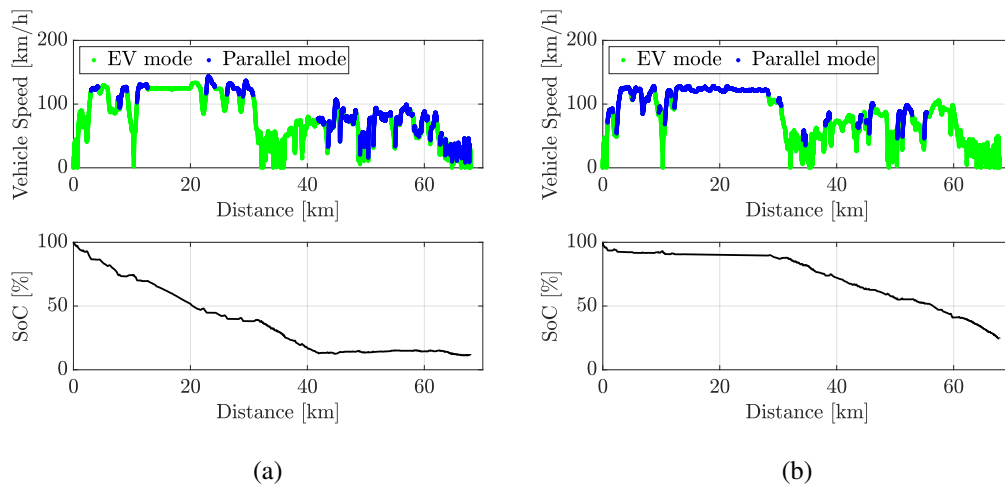 200
100
0
Vehicle Speed [km/h]
EV mode Parallel mode
0 20 40 60
Distance [km]
100
50
0
SoC [%]
0 20 40 60
Distance [km]
(a)
200
100
0
Vehicle Speed [km/h]
EV mode Parallel mode
0 20 40 60
Distance [km]
100
50
0
SoC [%]
0 20 40 60
Distance [km]
(b)